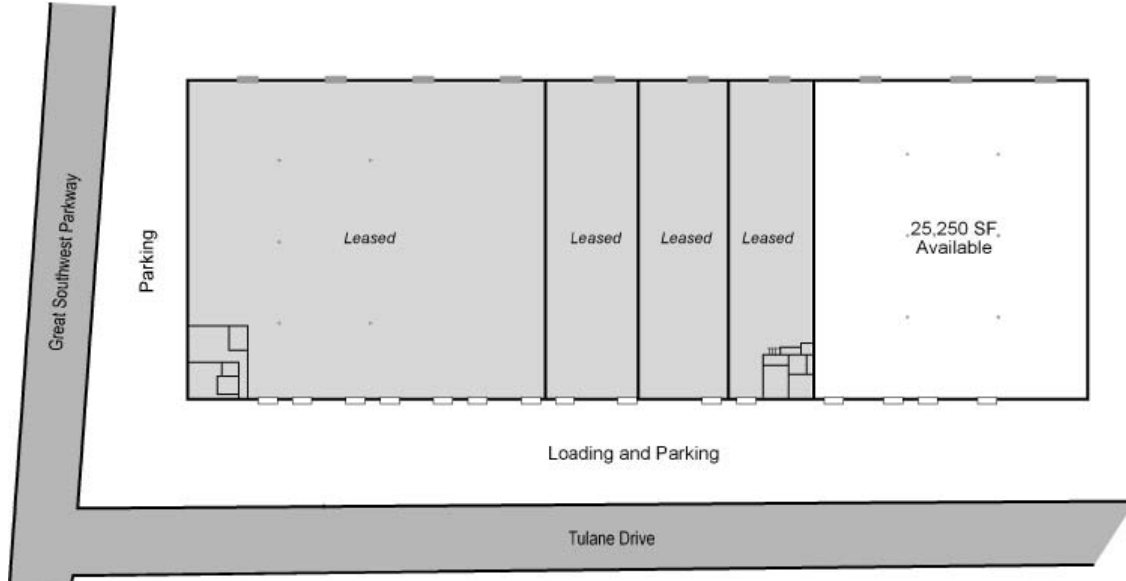 Great Southwest Parkway
Parking
Leased
Leased
Leased
Leased
25,250 SF
Available
Loading and Parking
Tulane Drive